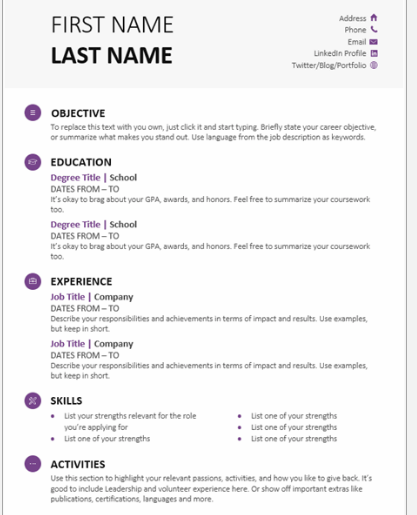 FIRST NAME
LAST NAME
Address
Phone
Email
LinkedIn Profile
Twitter/Blog/Portfolio
OBJECTIVE
To replace this text with you own, just click it and start typing. Briefly state your career objective,
or summarize what makes you stand out. Use language from the job description as keywords.
EDUCATION
Degree Title | School
DATES FROM – TO
It's okay to brag about your GPA, awards, and honors. Feel free to summarize your coursework
too.
Degree Title | School
DATES FROM – TO
It's okay to brag about your GPA, awards, and honors. Feel free to summarize your coursework
too.
EXPERIENCE
Job Title | Company
DATES FROM – TO
Describe your responsibilities and achievements in terms of impact and results. Use examples,
but keep in short.
Job Title | Company
DATES FROM – TO
Describe your responsibilities and achievements in terms of impact and results. Use examples,
but keep in short.
SKILLS
• List your strengths relevant for the role
you're applying for
• List one of your strengths
• List one of your strengths
• List one of your strengths
• List one of your strengths
ACTIVITIES
Use this section to highlight your relevant passions, activities, and how you like to give back. It's
good to include Leadership and volunteer experience here. Or show off important extras like
publications, certifications, languages and more.